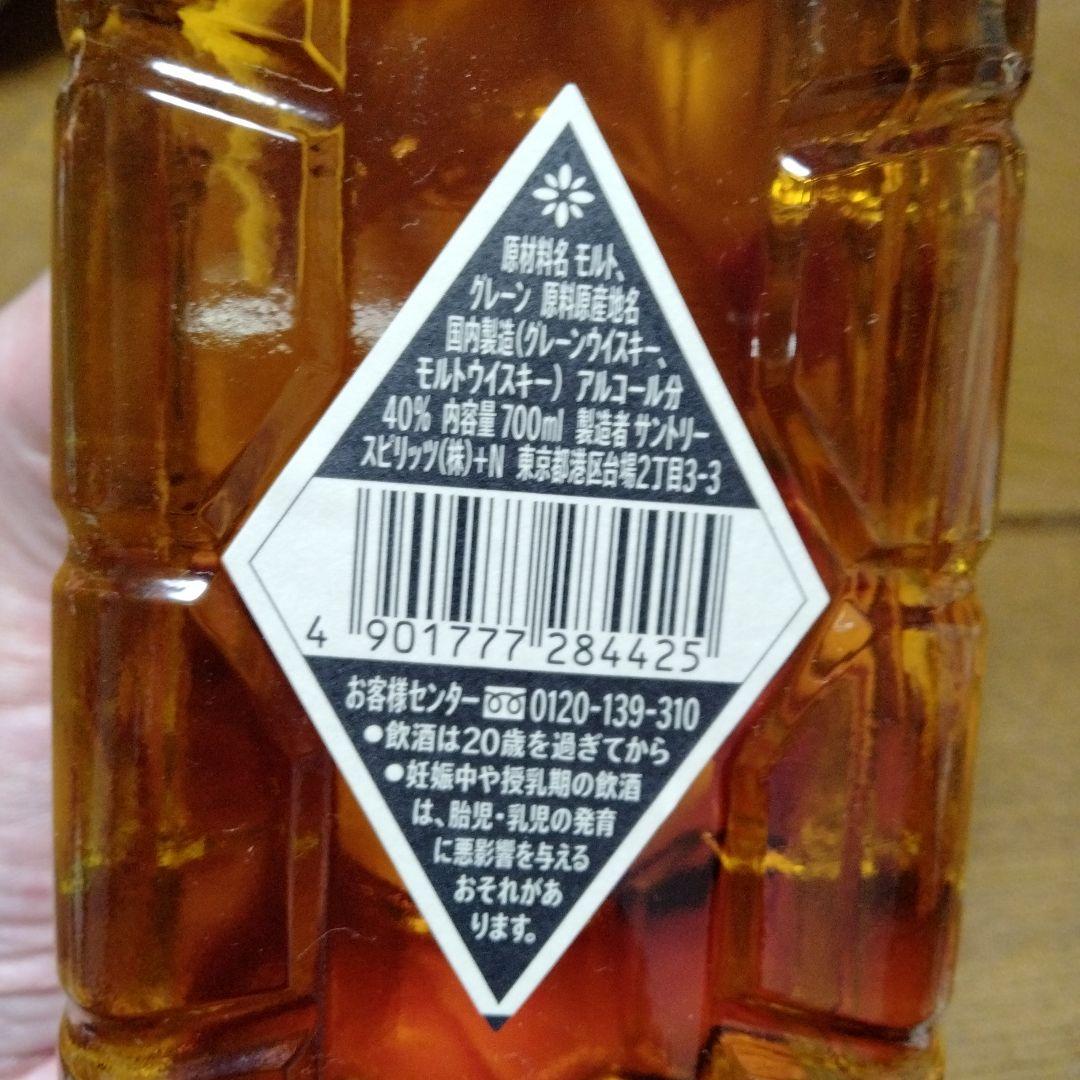 原材料名 モルト、
グレーン 原料原産地名
国内製造(グレーンウイスキー、
モルトウイスキー) アルコール分
40% 内容量 700ml 製造者 サントリー
スピリッツ(株)+N 東京都港区台場2丁目3-3
4 901777 284425
お客様センター 0120-139-310
●飲酒は20歳を過ぎてから
●妊娠中や授乳期の飲酒
は、胎児・乳児の発育
に悪影響を与える
おそれがあ
ります。